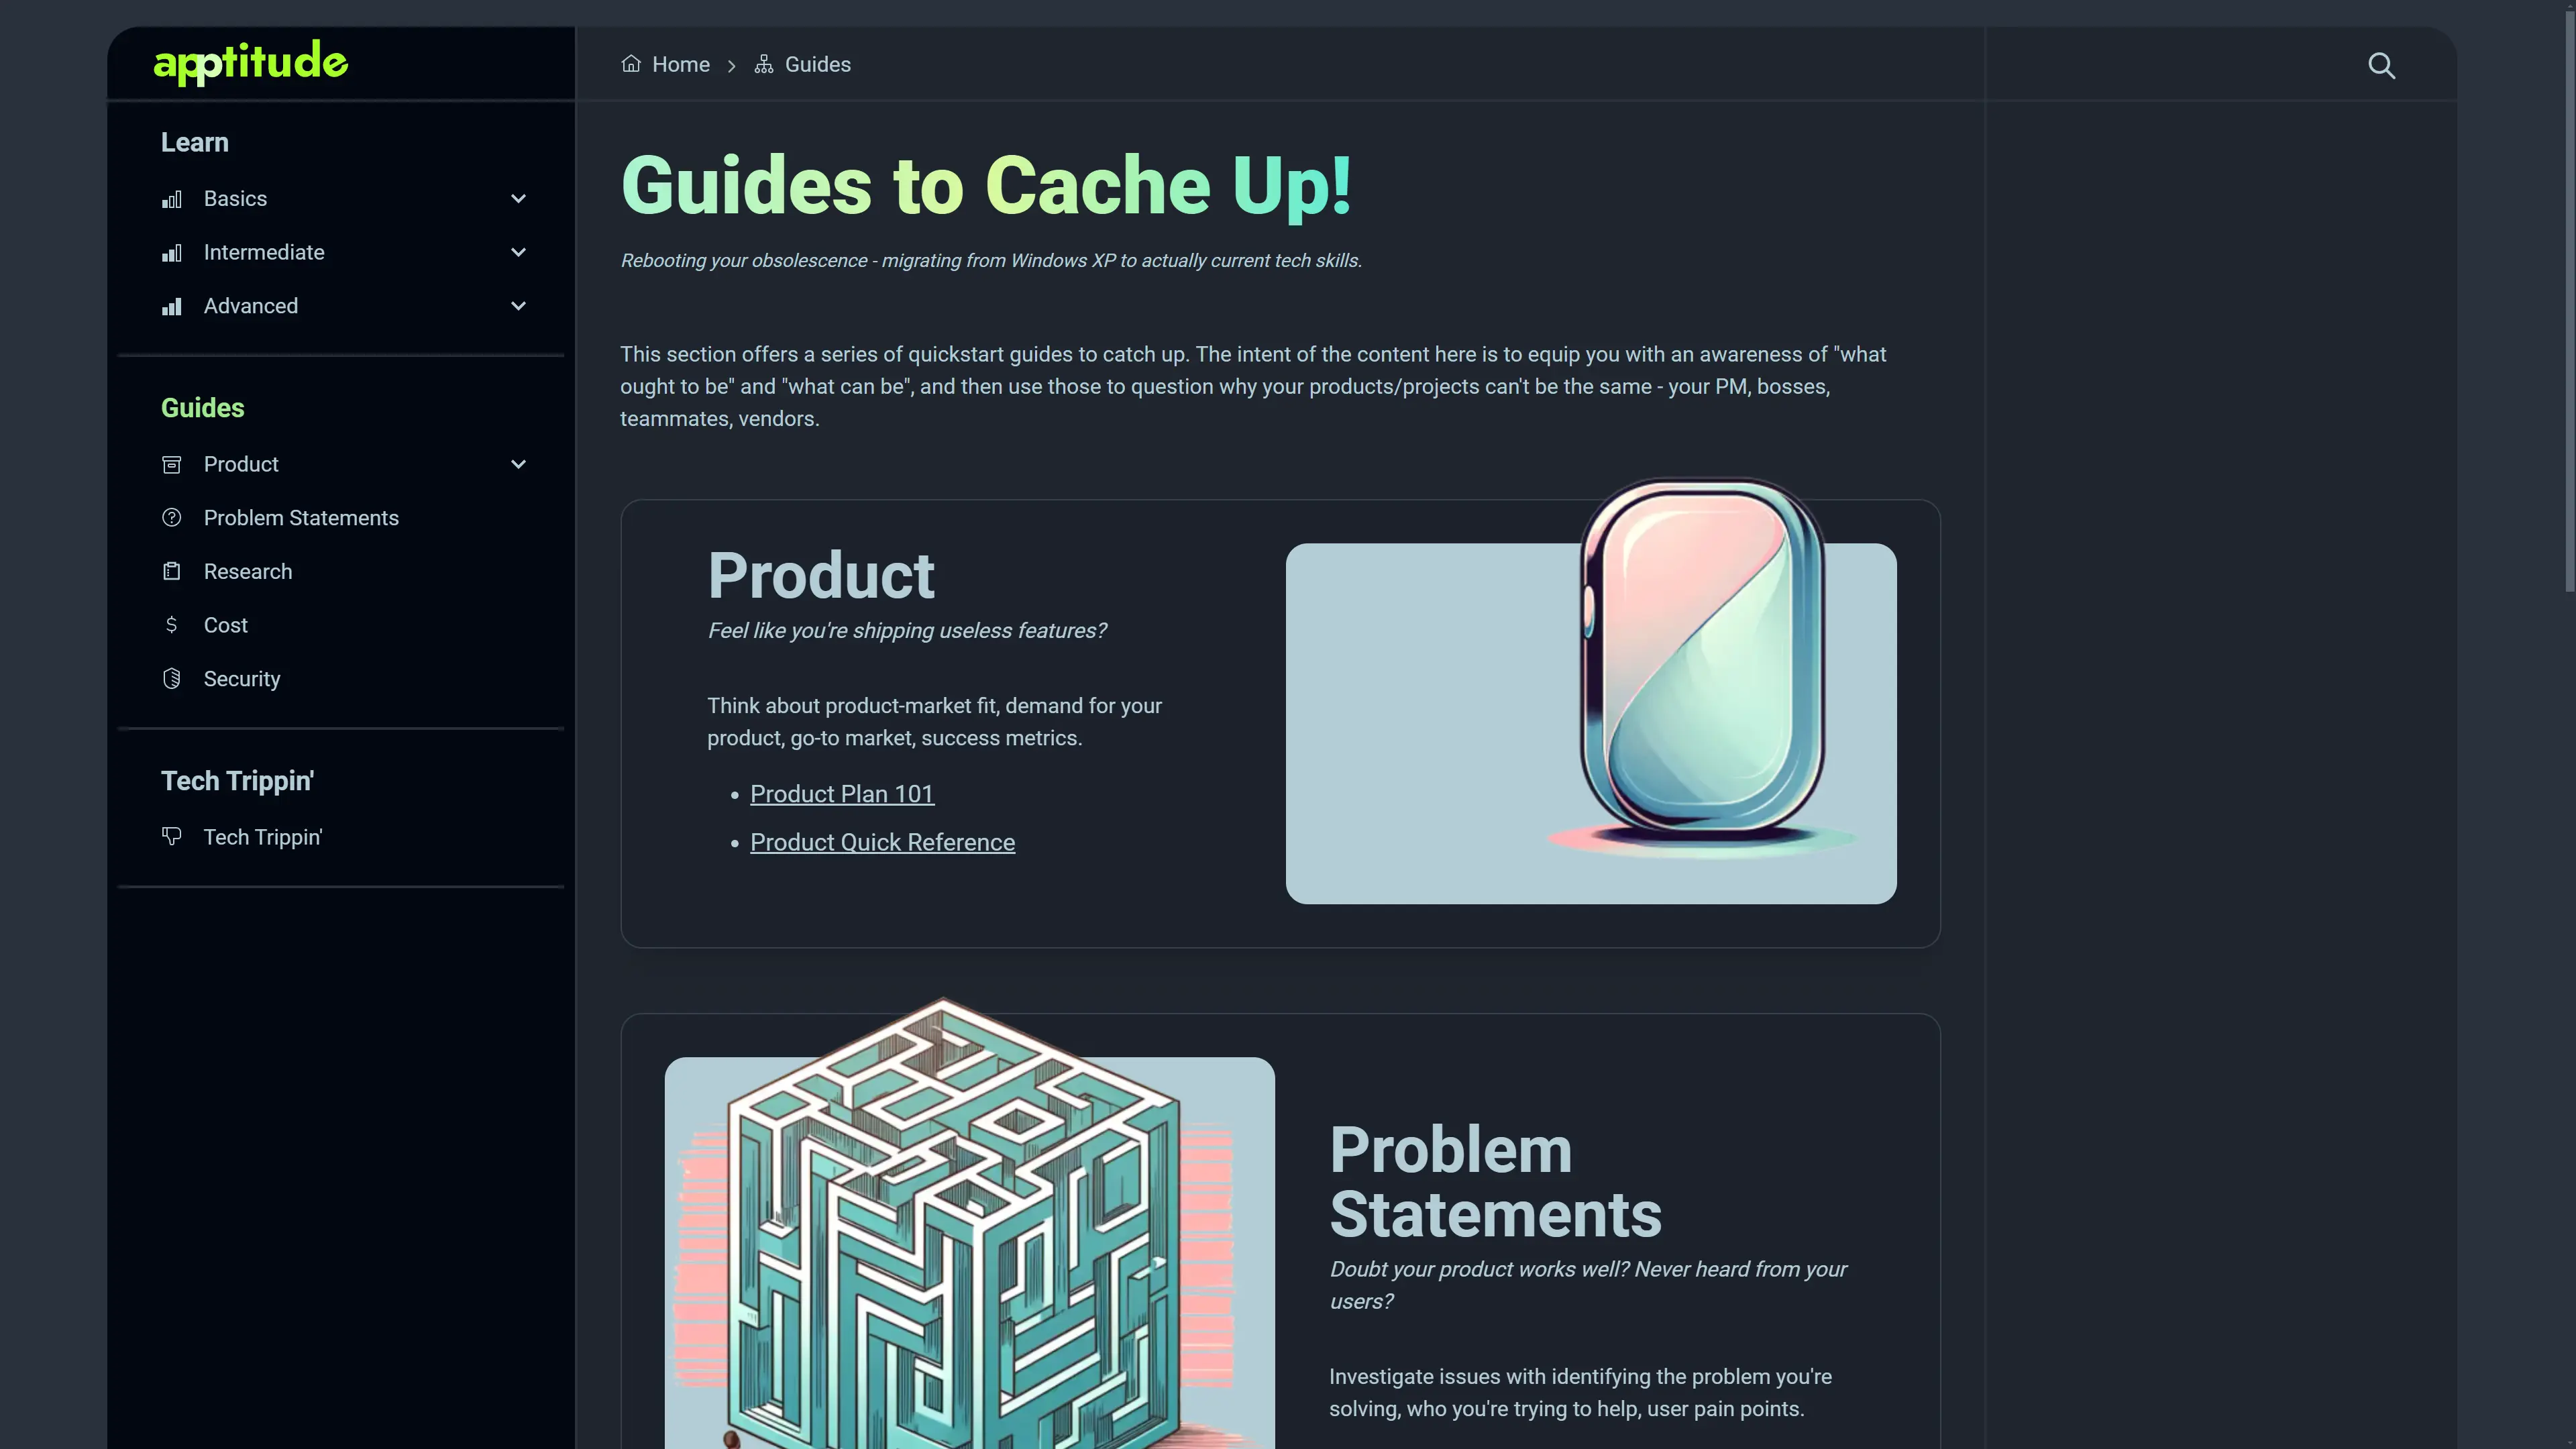 apptitude
Home
Guides
Learn
Basics
Intermediate
Advanced
Guides
Product
Problem Statements
Research
Cost
Security
Tech Trippin'
Tech Trippin'
Guides to Cache Up!
Rebooting your obsolescence - migrating from Windows XP to actually current tech skills.
This section offers a series of quickstart guides to catch up. The intent of the content here is to equip you with an awareness of "what
ought to be" and "what can be", and then use those to question why your products/projects can't be the same - your PM, bosses,
teammates, vendors.
Product
Feel like you're shipping useless features?
Think about product-market fit, demand for your
product, go-to market, success metrics.
• Product Plan 101
• Product Quick Reference
Problem
Statements
Doubt your product works well? Never heard from your
users?
Investigate issues with identifying the problem you're
solving, who you're trying to help, user pain points.